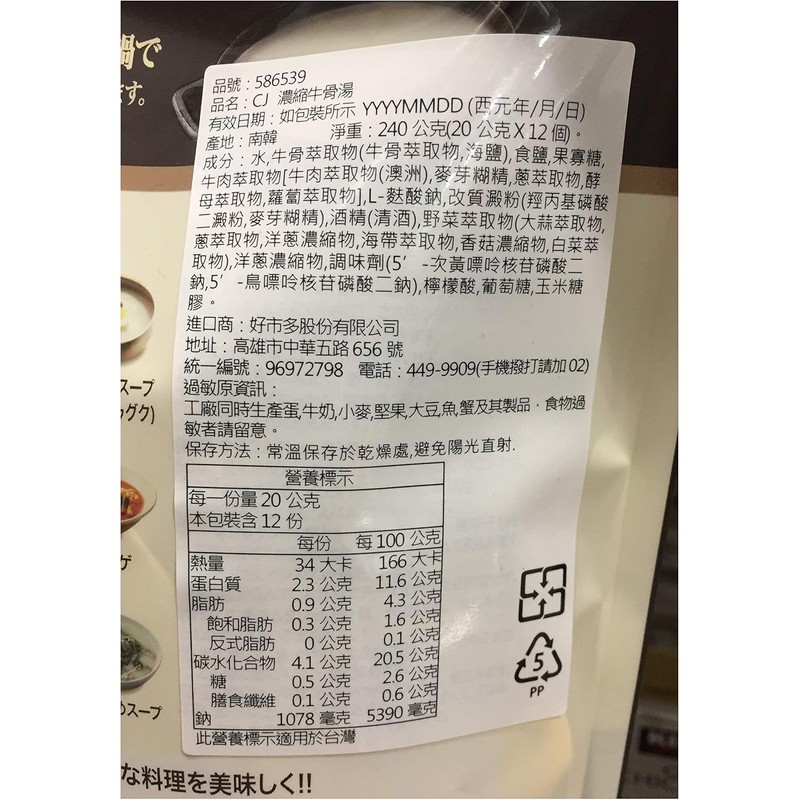 鍋で
す。
品號：586539
品名：CJ 濃縮牛骨湯
有效日期：如包裝所示 YYYYMMDD (西元年/月/日)
產地：南韓 淨重：240 公克(20 公克 X 12 個)。
成分：水,牛骨萃取物(牛骨萃取物,海鹽),食鹽,果寡糖,
牛肉萃取物[牛肉萃取物(澳洲),麥芽糊精,蔥萃取物,酵
母萃取物,蘿蔔萃取物],L-麩酸鈉,改質澱粉(羥丙基磷酸
二澱粉,麥芽糊精),酒精(清酒),野菜萃取物(大蒜萃取物,
蔥萃取物,洋蔥濃縮物,海帶萃取物,香菇濃縮物,白菜萃
取物),洋蔥濃縮物,調味劑(5’-次黃嘌呤核苷磷酸二
鈉,5’-鳥嘌呤核苷磷酸二鈉),檸檬酸,葡萄糖,玉米糖
膠。
進口商：好市多股份有限公司
地址：高雄市中華五路 656 號
統一編號：96972798 電話：449-9909(手機撥打請加 02)
過敏原資訊：
工廠同時生產蛋,牛奶,小麥,堅果,大豆,魚,蟹及其製品，食物過
敏者請留意。
保存方法：常溫保存於乾燥處,避免陽光直射.
營養標示
每一份量 20 公克
本包裝含 12 份
每份 每 100 公克
熱量 34 大卡 166 大卡
蛋白質 2.3 公克 11.6 公克
脂肪 0.9 公克 4.3 公克
飽和脂肪 0.3 公克 1.6 公克
反式脂肪 0 公克 0.1 公克
碳水化合物 4.1 公克 20.5 公克
糖 0.5 公克 2.6 公克
膳食纖維 0.1 公克 0.6 公克
鈉 1078 毫克 5390 毫克
此營養標示適用於台灣
5
PP
スープ
グク)
ゲ
スープ
な料理を美味しく!!